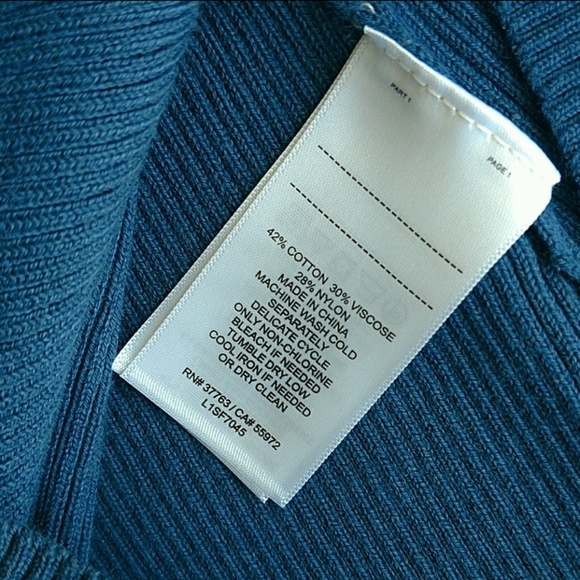 PART 1
PAGE 1
42% COTTON 30% VISCOSE
28% NYLON
MADE IN CHINA
MACHINE WASH COLD
SEPARATELY
DELICATE CYCLE
ONLY NON-CHLORINE
BLEACH IF NEEDED
TUMBLE DRY LOW
COOL IRON IF NEEDED
OR DRY CLEAN
RN# 37763 / CA# 55972
L1SF7045